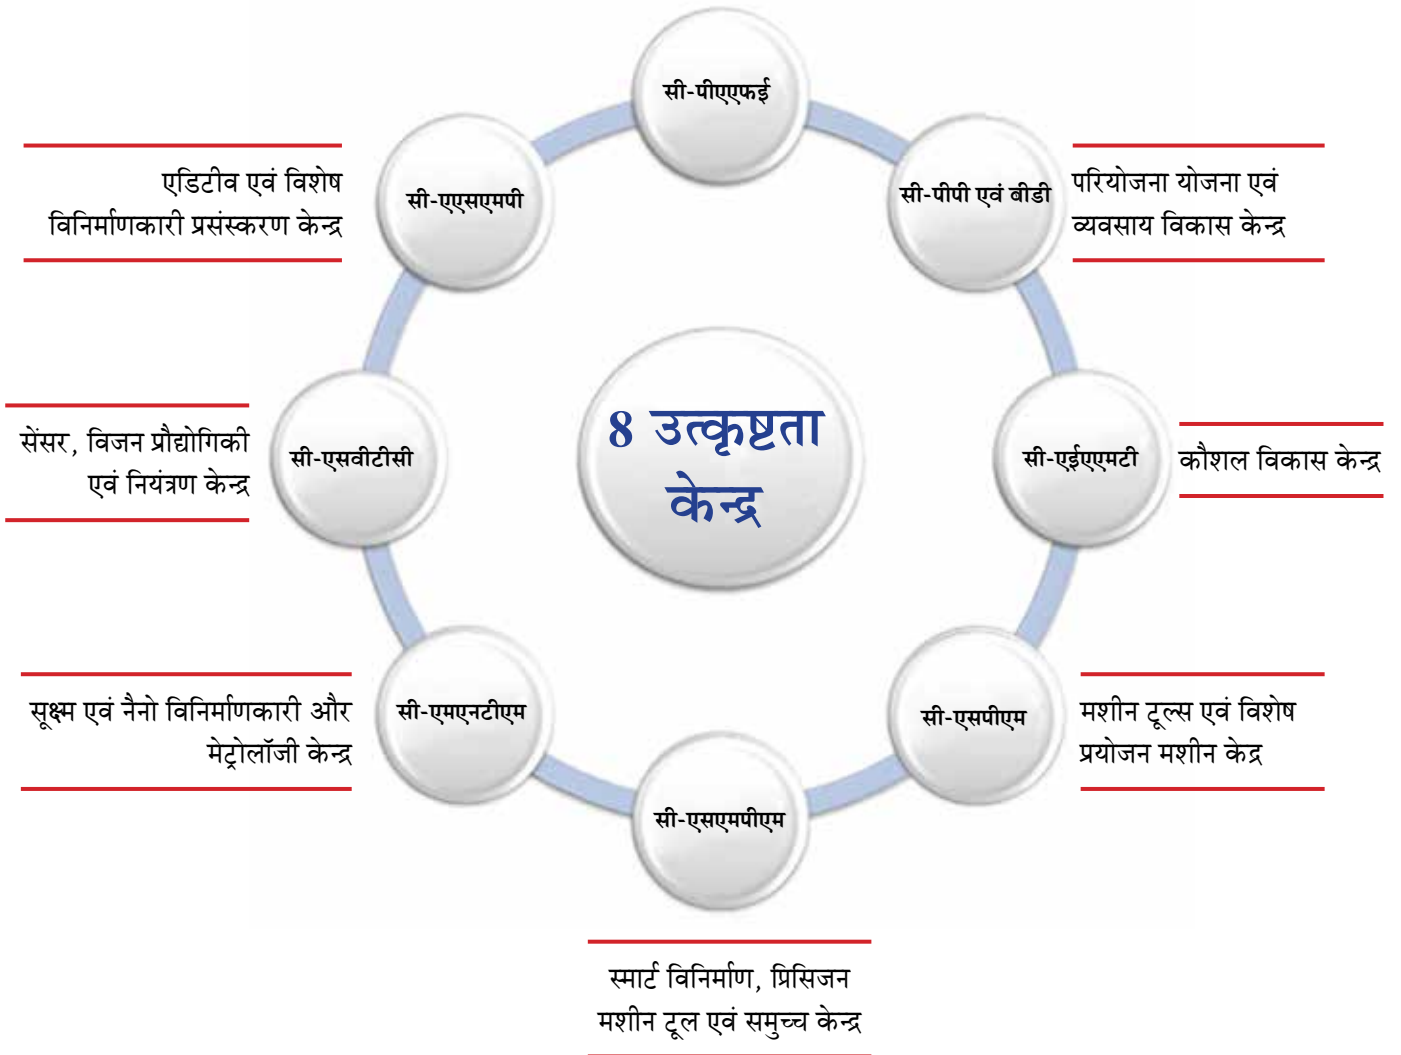 सी-पीएएफई
सी-पीपी एवं बीडी
परियोजना योजना एवं
व्यवसाय विकास केन्द्र
सी-एईएएमटी
कौशल विकास केन्द्र
सी-एसपीएम
मशीन टूल्स एवं विशेष
प्रयोजन मशीन केद्र
सी-एसएमपीएम
स्मार्ट विनिर्माण, प्रिसिजन
मशीन टूल एवं समुच्च केन्द्र
सी-एमएनटीएम
सूक्ष्म एवं नैनो विनिर्माणकारी और
मेट्रोलॉजी केन्द्र
सी-एसवीटीसी
सेंसर, विजन प्रौद्योगिकी
एवं नियंत्रण केन्द्र
सी-एएसएमपी
एडिटीव एवं विशेष
विनिर्माणकारी प्रसंस्करण केन्द्र
8 उत्कृष्टता
केन्द्र